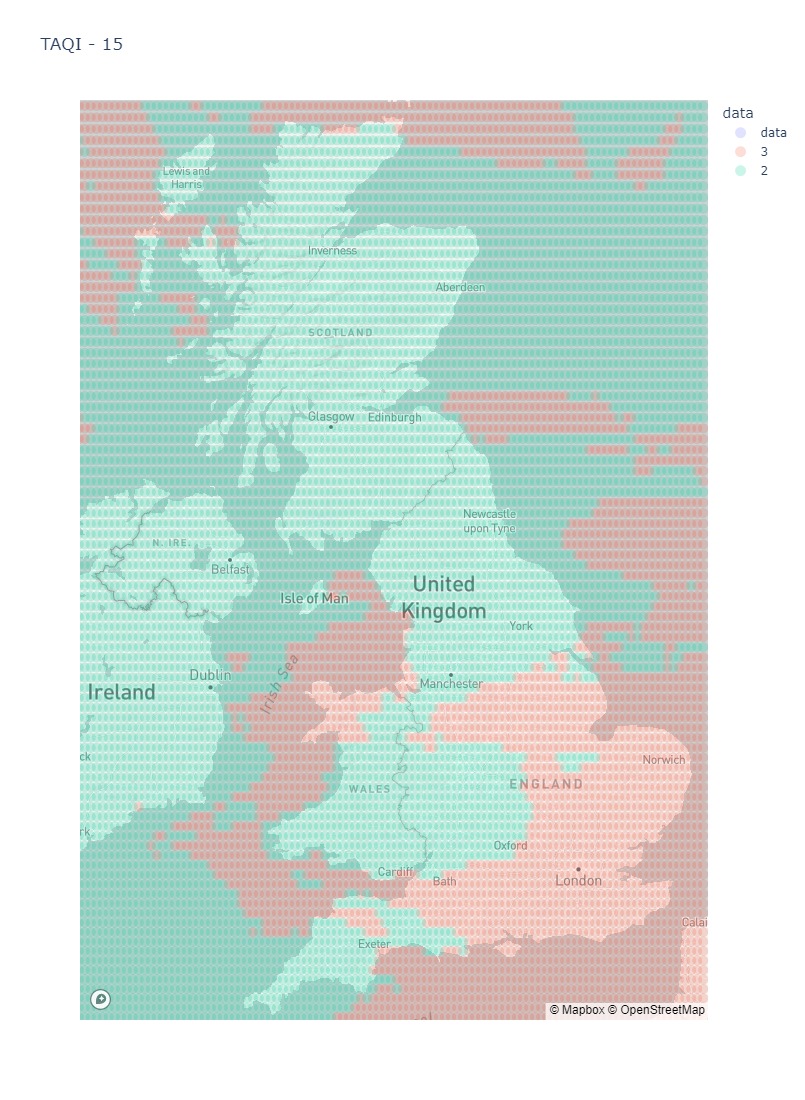 TAQI - 15
data
data
3
2
Lewis and
Harris
Inverness
Aberdeen
SCOTLAND
Glasgow
Edinburgh
Newcastle
upon Tyne
N. IRE.
Belfast
Isle of Man
United
Kingdom
York
Irish Sea
Dublin
Manchester
Ireland
ck
Norwich
WALES
ENGLAND
rk
Oxford
Cardiff
Bath
London
Calai
Exeter
© Mapbox © OpenStreetMap